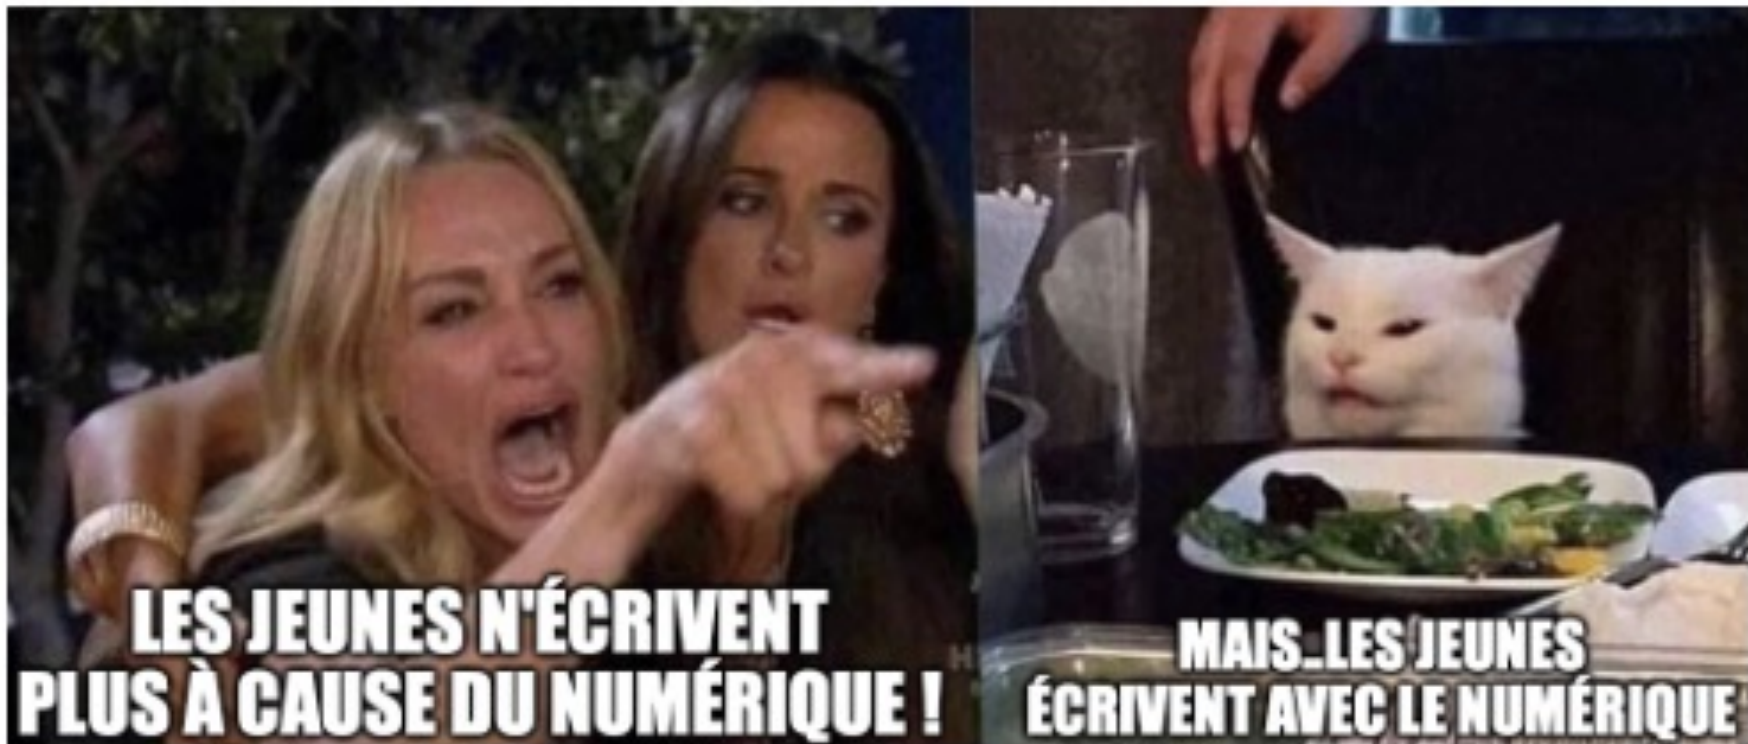 LES JEUNES N'ÉCRIVENT
PLUS À CAUSE DU NUMÉRIQUE !
MAIS..LES JEUNES
ÉCRIVENT AVEC LE NUMÉRIQUE